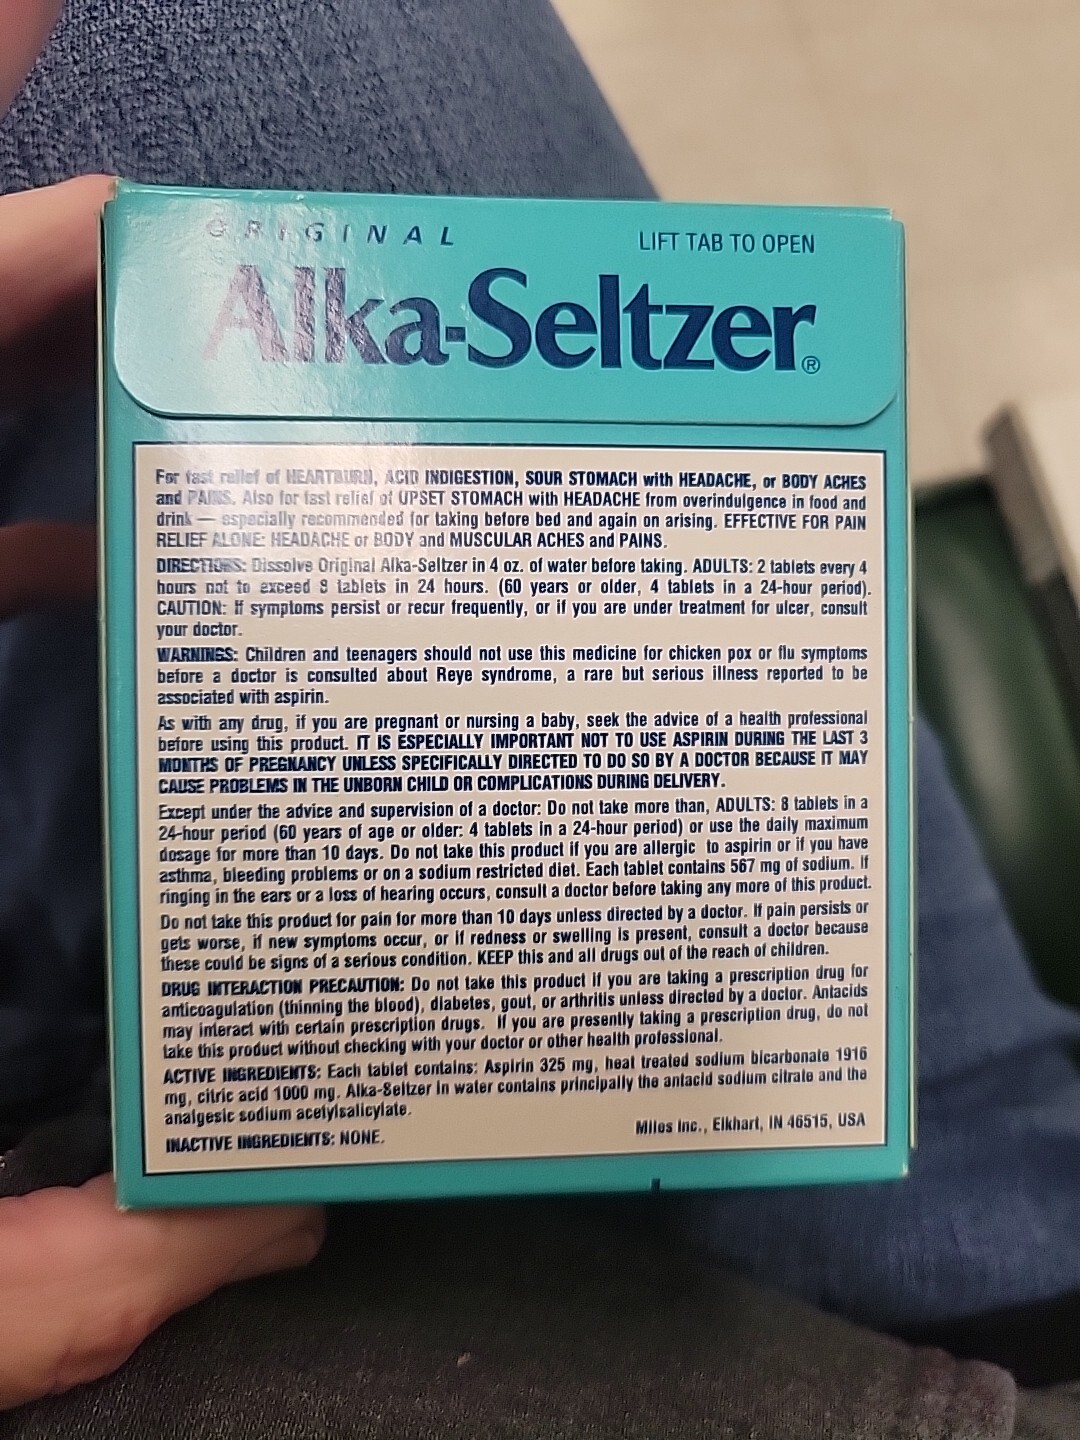 ORIGINAL
LIFT TAB TO OPEN
Alka-Seltzer®
For fast relief of HEARTBURN, ACID INDIGESTION, SOUR STOMACH with HEADACHE, or BODY ACHES
and PAINS. Also for fast relief of UPSET STOMACH with HEADACHE from overindulgence in food and
drink — especially recommended for taking before bed and again on arising. EFFECTIVE FOR PAIN
RELIEF ALONE: HEADACHE or BODY and MUSCULAR ACHES and PAINS.
DIRECTIONS: Dissolve Original Alka-Seltzer in 4 oz. of water before taking. ADULTS: 2 tablets every 4
hours not to exceed 8 tablets in 24 hours. (60 years or older, 4 tablets in a 24-hour period).
CAUTION: If symptoms persist or recur frequently, or if you are under treatment for ulcer, consult
your doctor.
WARNINGS: Children and teenagers should not use this medicine for chicken pox or flu symptoms
before a doctor is consulted about Reye syndrome, a rare but serious illness reported to be
associated with aspirin.
As with any drug, if you are pregnant or nursing a baby, seek the advice of a health professional
before using this product. IT IS ESPECIALLY IMPORTANT NOT TO USE ASPIRIN DURING THE LAST 3
MONTHS OF PREGNANCY UNLESS SPECIFICALLY DIRECTED TO DO SO BY A DOCTOR BECAUSE IT MAY
CAUSE PROBLEMS IN THE UNBORN CHILD OR COMPLICATIONS DURING DELIVERY.
Except under the advice and supervision of a doctor: Do not take more than, ADULTS: 8 tablets in a
24-hour period (60 years of age or older: 4 tablets in a 24-hour period) or use the daily maximum
dosage for more than 10 days. Do not take this product if you are allergic to aspirin or if you have
asthma, bleeding problems or on a sodium restricted diet. Each tablet contains 567 mg of sodium. If
ringing in the ears or a loss of hearing occurs, consult a doctor before taking any more of this product.
Do not take this product for pain for more than 10 days unless directed by a doctor. If pain persists or
gets worse, if new symptoms occur, or if redness or swelling is present, consult a doctor because
these could be signs of a serious condition. KEEP this and all drugs out of the reach of children.
DRUG INTERACTION PRECAUTION: Do not take this product if you are taking a prescription drug for
anticoagulation (thinning the blood), diabetes, gout, or arthritis unless directed by a doctor. Antacids
may interact with certain prescription drugs. If you are presently taking a prescription drug, do not
take this product without checking with your doctor or other health professional.
ACTIVE INGREDIENTS: Each tablet contains: Aspirin 325 mg, heat treated sodium bicarbonate 1916
mg, citric acid 1000 mg. Alka-Seltzer in water contains principally the antacid sodium citrate and the
analgesic sodium acetylsalicylate.
INACTIVE INGREDIENTS: NONE.
Miles Inc., Elkhart, IN 46515, USA